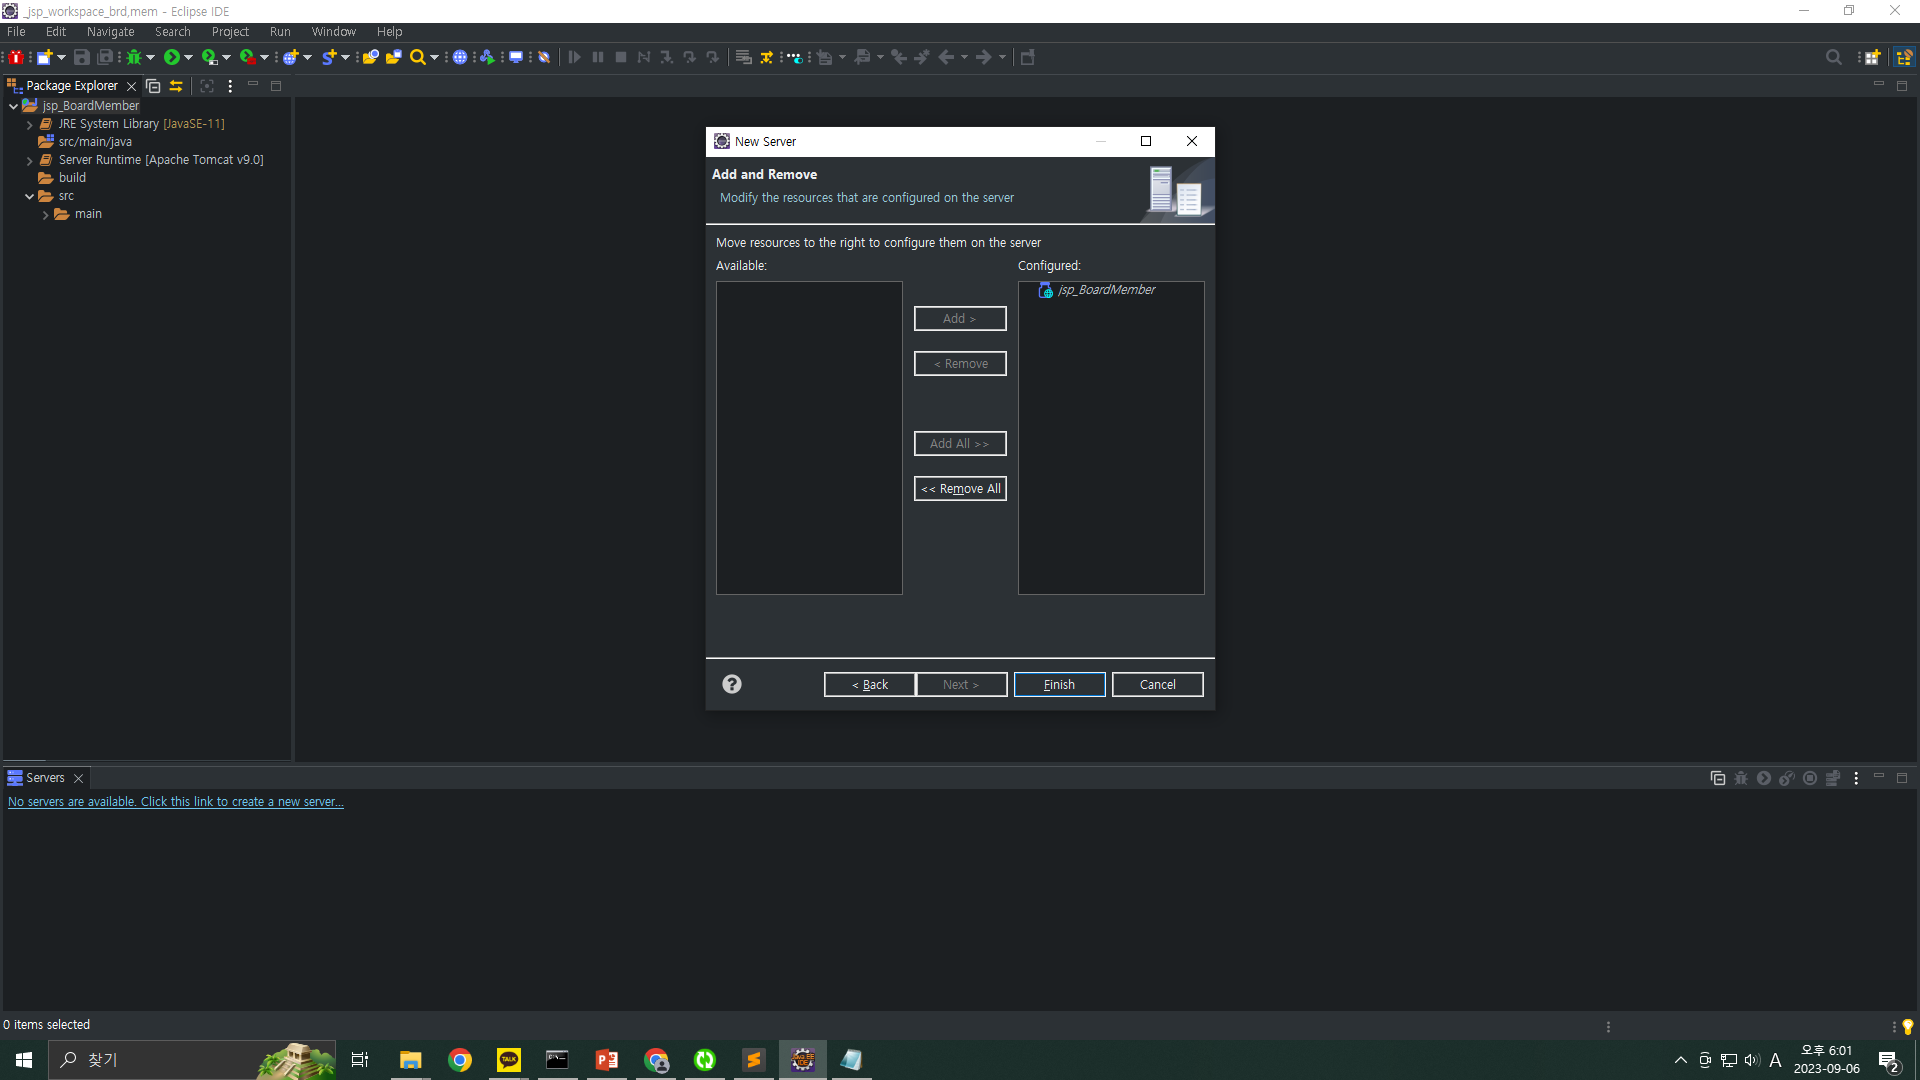 _jsp_workspace_brd,mem - Eclipse IDE
File Edit Navigate Search Project Run Window Help
Package Explorer
jsp_BoardMember
JRE System Library [JavaSE-11]
src/main/java
Server Runtime [Apache Tomcat v9.0]
build
src
main
New Server
Add and Remove
Modify the resources that are configured on the server
Move resources to the right to configure them on the server
Available:
Configured:
jsp_BoardMember
Add >
< Remove
Add All >>
<< Remove All
< Back
Next >
Finish
Cancel
Servers
No servers are available. Click this link to create a new server...
0 items selected
찾기
TALK
A
오후 6:01
2023-09-06
2